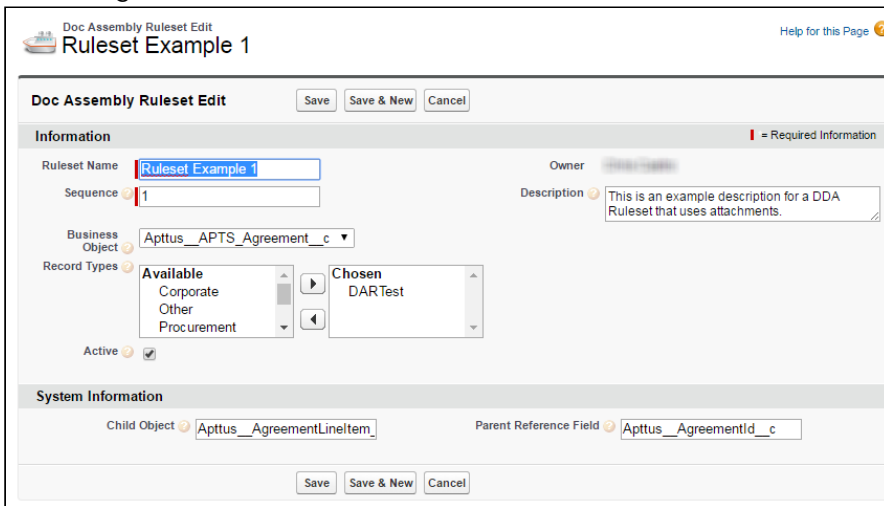 Doc Assembly Ruleset Edit
Ruleset Example 1
Help for this Page
Doc Assembly Ruleset Edit
Save
Save & New
Cancel
Information
= Required Information
Ruleset Name
Ruleset Example 1
Owner
Sequence
1
Description
This is an example description for a DDA
Ruleset that uses attachments.
Business
Object
Apttus__APTS_Agreement__c
Record Types
Available
Corporate
Other
Procurement
Chosen
DARTest
Active
System Information
Child Object
Apttus__AgreementLineItem_
Parent Reference Field
Apttus__AgreementId__c
Save
Save & New
Cancel